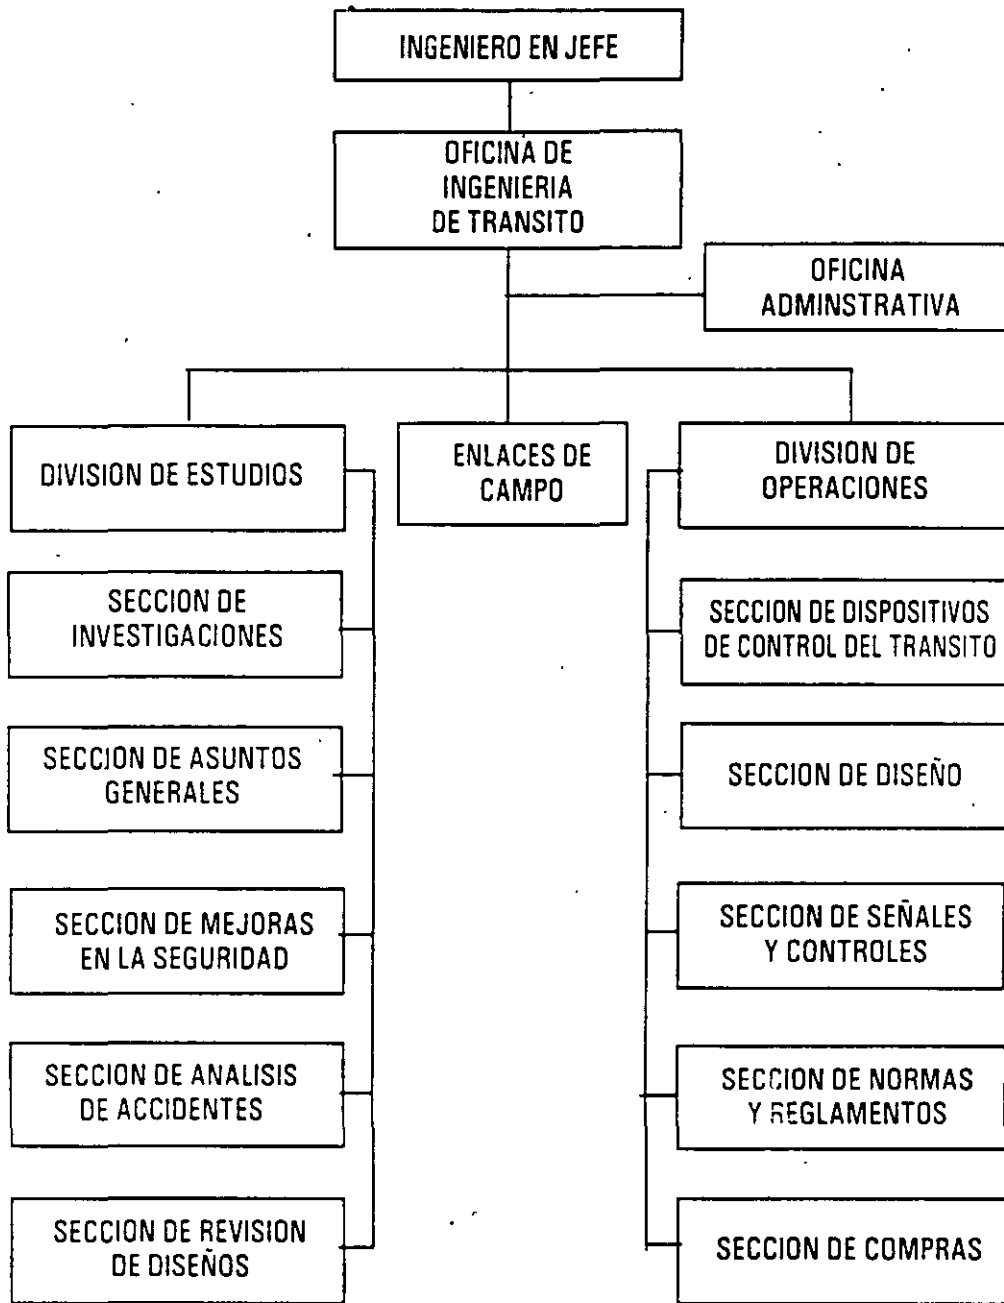 INGENIERO EN JEFE
OFICINA DE
INGENIERIA
DE TRANSITO
OFICINA
ADMINSTRATIVA
DIVISION DE ESTUDIOS
ENLACES DE
CAMPO
DIVISION DE
OPERACIONES
SECCION DE
INVESTIGACIONES
SECCION DE ASUNTOS
GENERALES
SECCION DE MEJORAS
EN LA SEGURIDAD
SECCION DE ANALISIS
DE ACCIDENTES
SECCION DE REVISION
DE DISEÑOS
SECCION DE DISPOSITIVOS
DE CONTROL DEL TRANSITO
SECCION DE DISEÑO
SECCION DE SEÑALES
Y CONTROLES
SECCION DE NORMAS
Y REGLAMENTOS
SECCION DE COMPRAS